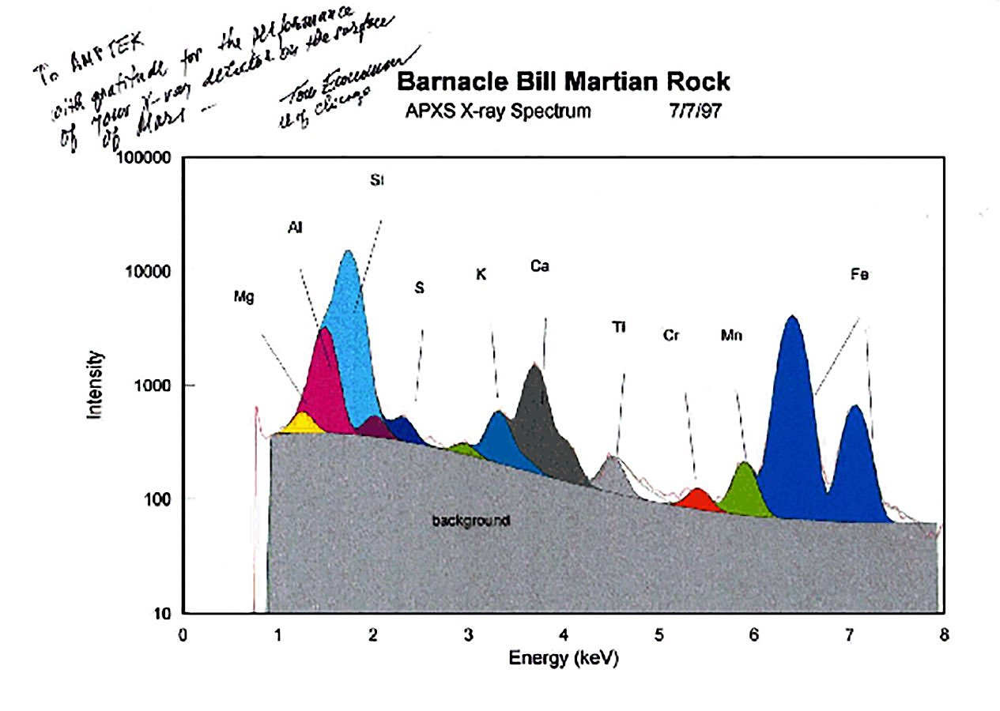 To AMPTEK
with gratitude for the performance
of your X-ray detector on the surface
of Mars ...
Tom Economou
U. of Chicago
Barnacle Bill Martian Rock
APXS X-ray Spectrum 7/7/97
100000
10000
1000
100
10
Intensity
Si
Al
Mg
S
K
Ca
Ti
Cr
Mn
Fe
background
0 1 2 3 4 5 6 7 8
Energy (keV)